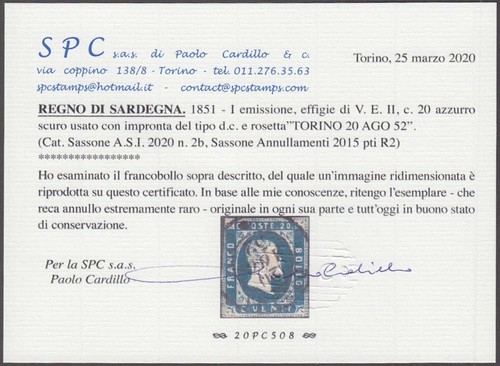 SPC s.a.s. di Paolo Cardillo & c.
via coppino 138/8 - Torino - tel. 011.276.35.63
spcstamps@hotmail.it - contact@spcstamps.com
Torino, 25 marzo 2020
REGNO DI SARDEGNA. 1851 - I emissione, effigie di V. E. II, c. 20 azzurro
scuro usato con impronta del tipo d.c. e rosetta"TORINO 20 AGO 52".
(Cat. Sassone A.S.I. 2020 n. 2b, Sassone Annullamenti 2015 pti R2)
*****************
Ho esaminato il francobollo sopra descritto, del quale un'immagine ridimensionata è
riprodotta su questo certificato. In base alle mie conoscenze, ritengo l'esemplare - che
reca annullo estremamente raro - originale in ogni sua parte e tutt'oggi in buono stato
di conservazione.
Per la SPC s.a.s.
Paolo Cardillo
POSTE 20
FRANCO
BOLLO
C. VENTI
20PC508